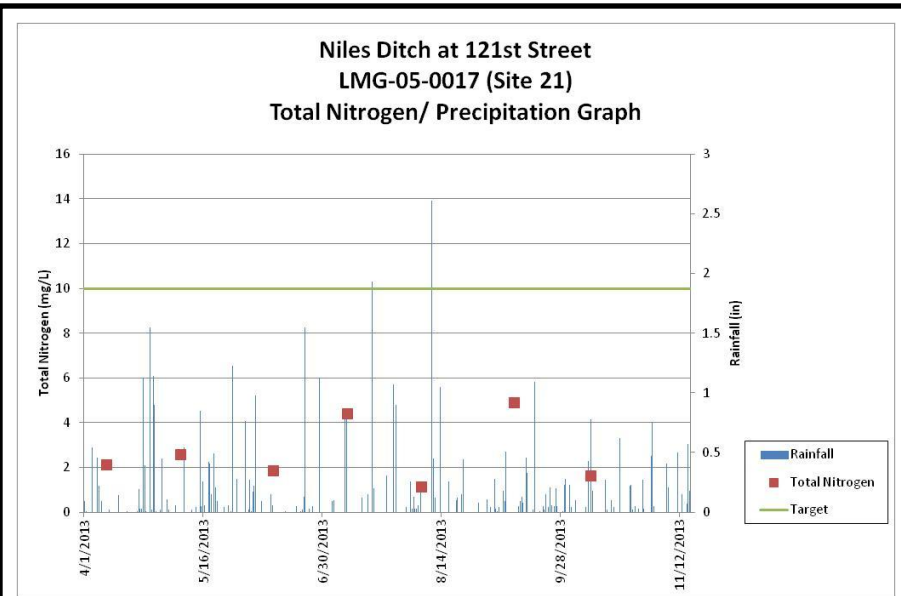 Niles Ditch at 121st Street
LMG-05-0017 (Site 21)
Total Nitrogen/ Precipitation Graph
16
14
12
10
8
6
4
2
0
Total Nitrogen (mg/L)
3
2.5
2
1.5
1
0.5
0
Rainfall (in)
4/1/2013
5/16/2013
6/30/2013
8/14/2013
9/28/2013
11/12/2013
Rainfall
Total Nitrogen
Target